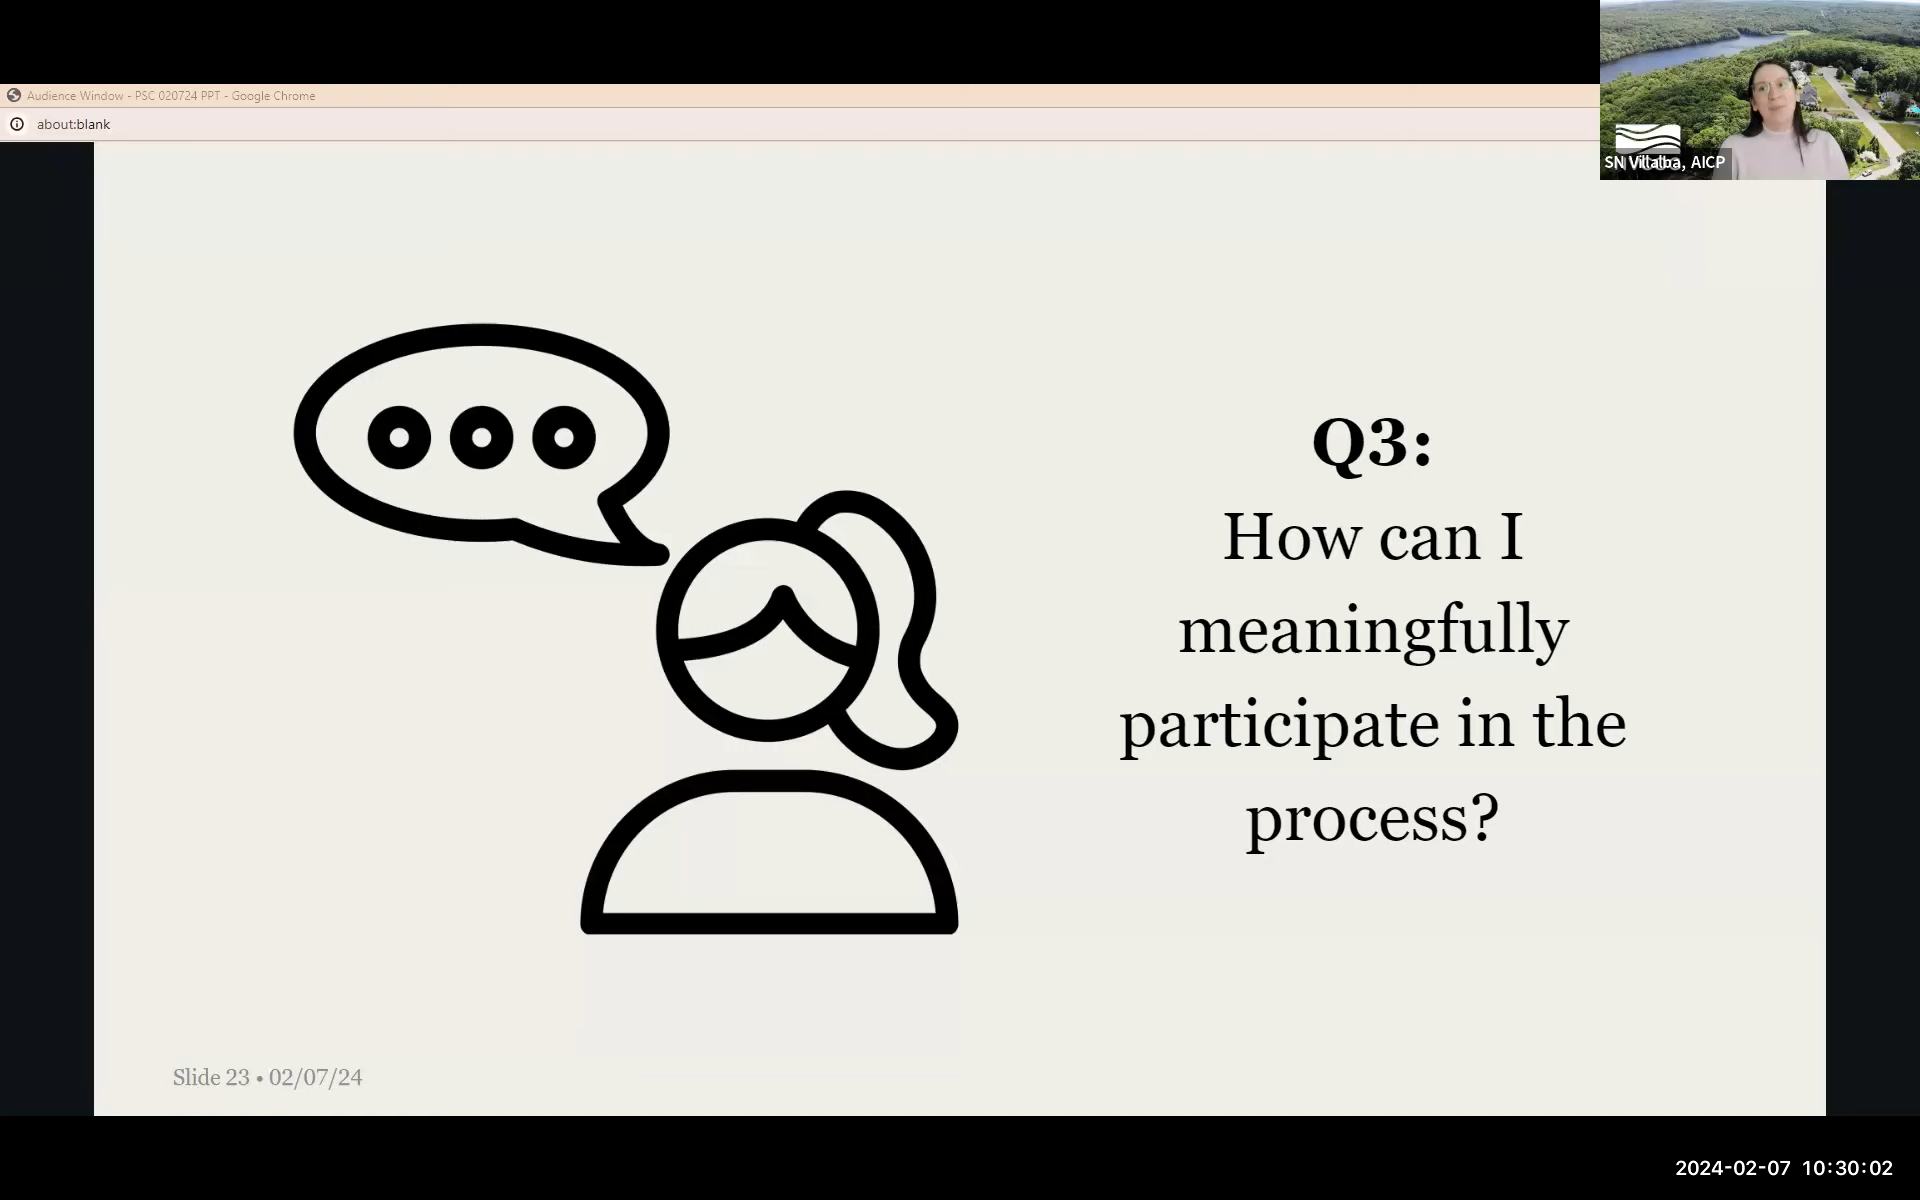 Audience Window - PSC 020724 PPT - Google Chrome
about:blank
SN Villalba, AICP
Q3:
How can I
meaningfully
participate in the
process?
Slide 23 • 02/07/24
2024-02-07 10:30:02